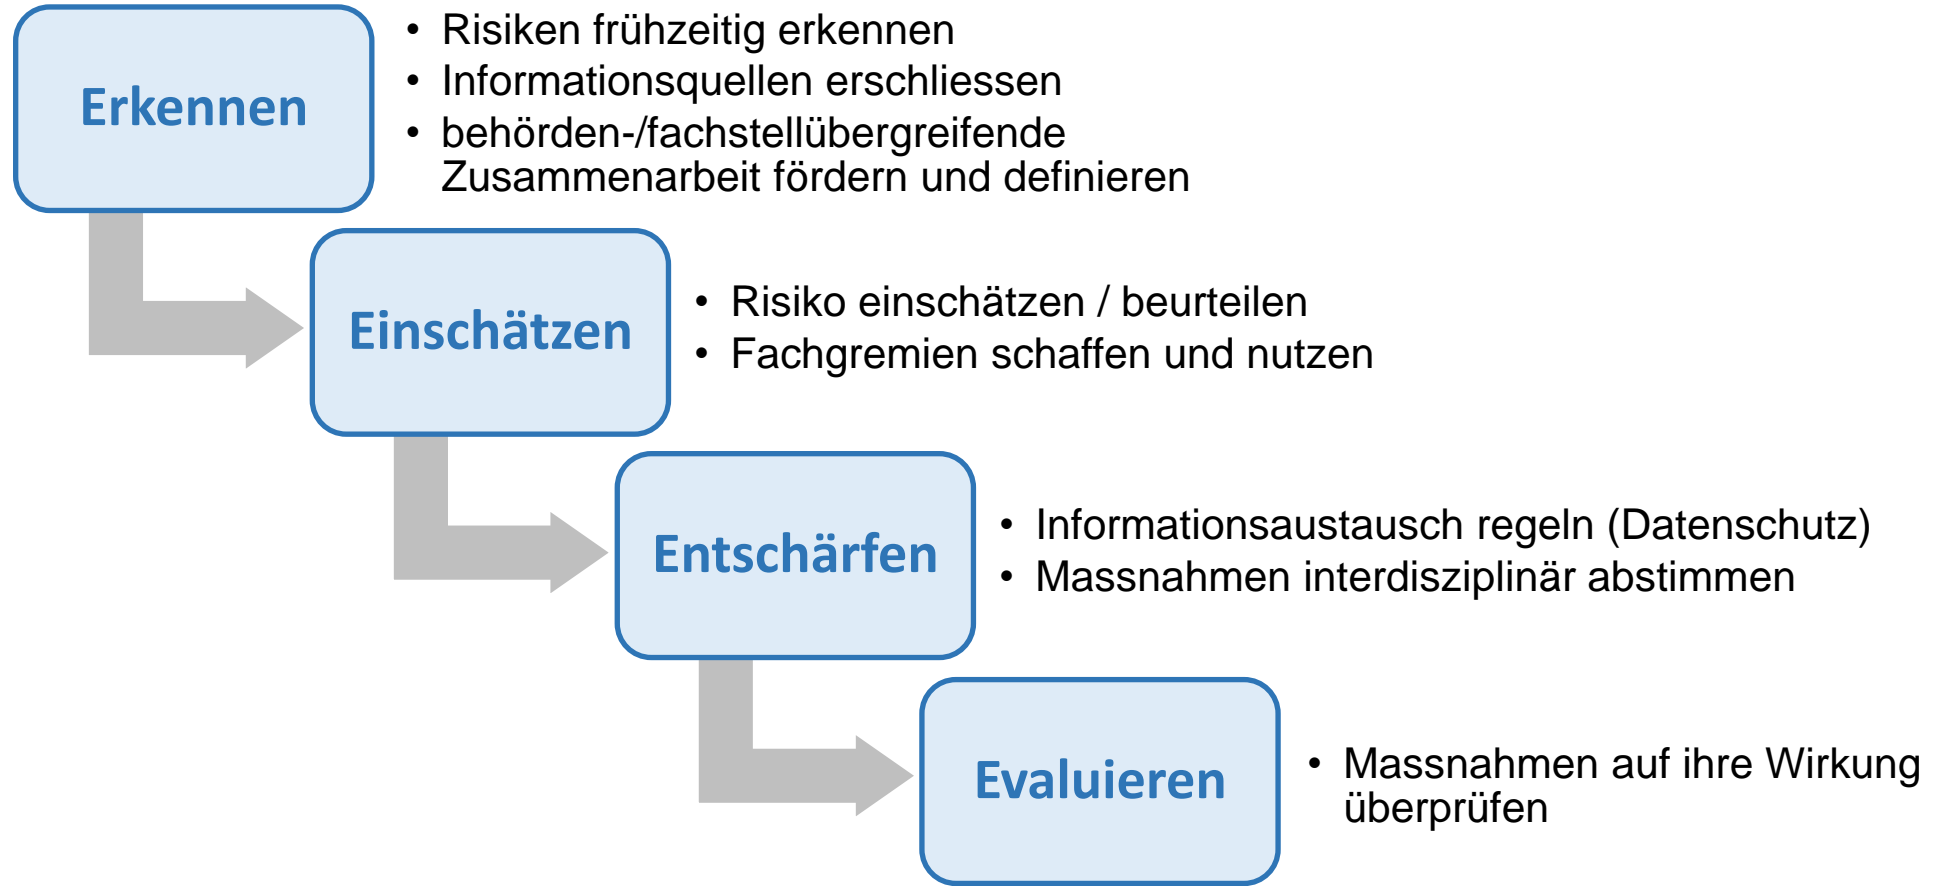 Erkennen
• Risiken frühzeitig erkennen
• Informationsquellen erschliessen
• behörden-/fachstellübergreifende
Zusammenarbeit fördern und definieren
Einschätzen
• Risiko einschätzen / beurteilen
• Fachgremien schaffen und nutzen
Entschärfen
• Informationsaustausch regeln (Datenschutz)
• Massnahmen interdisziplinär abstimmen
Evaluieren
• Massnahmen auf ihre Wirkung
überprüfen